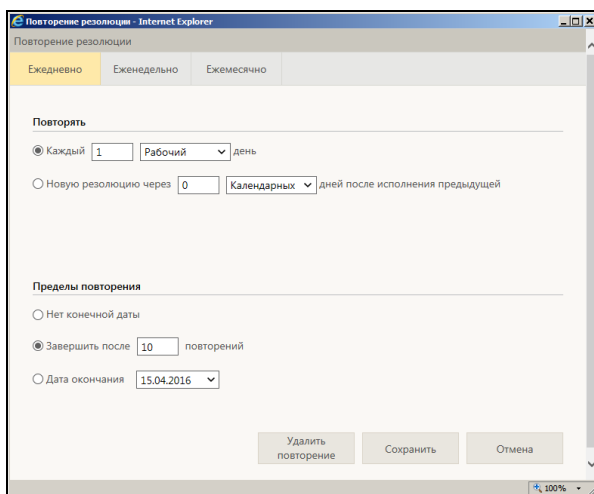 Повторение резолюции - Internet Explorer
Повторение резолюции
Ежедневно Еженедельно Ежемесячно
Повторять
Каждый 1 Рабочий день
Новую резолюцию через 0 Календарных дней после исполнения предыдущей
Пределы повторения
Нет конечной даты
Завершить после 10 повторений
Дата окончания 15.04.2016
Удалить
повторение
Сохранить
Отмена
100%